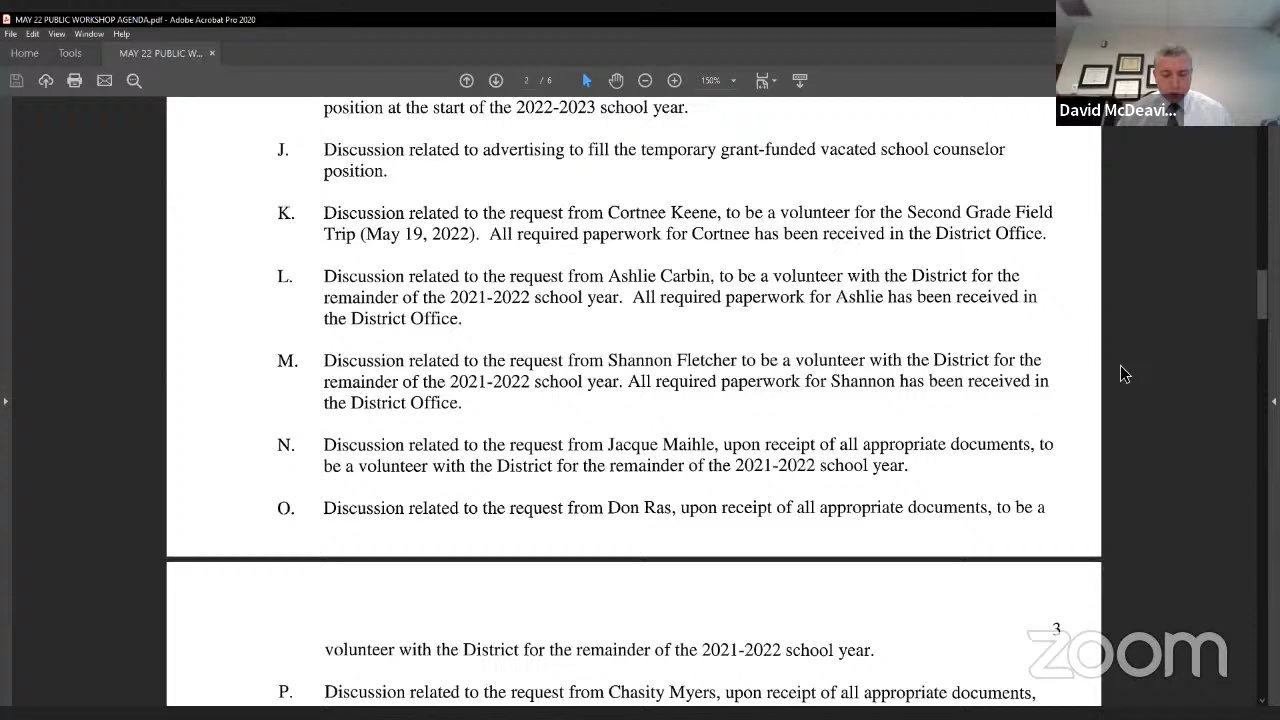 MAY 22 PUBLIC WORKSHOP AGENDA.pdf - Adobe Acrobat Pro 2020
File Edit View Window Help
Home Tools MAY 22 PUBLIC W... ×
2 / 6 150%
David McDeavi...
position at the start of the 2022-2023 school year.
J. Discussion related to advertising to fill the temporary grant-funded vacated school counselor
position.
K. Discussion related to the request from Cortnee Keene, to be a volunteer for the Second Grade Field
Trip (May 19, 2022). All required paperwork for Cortnee has been received in the District Office.
L. Discussion related to the request from Ashlie Carbin, to be a volunteer with the District for the
remainder of the 2021-2022 school year. All required paperwork for Ashlie has been received in
the District Office.
M. Discussion related to the request from Shannon Fletcher to be a volunteer with the District for the
remainder of the 2021-2022 school year. All required paperwork for Shannon has been received in
the District Office.
N. Discussion related to the request from Jacque Maihle, upon receipt of all appropriate documents, to
be a volunteer with the District for the remainder of the 2021-2022 school year.
O. Discussion related to the request from Don Ras, upon receipt of all appropriate documents, to be a
3
volunteer with the District for the remainder of the 2021-2022 school year.
zoom
P. Discussion related to the request from Chasity Myers, upon receipt of all appropriate documents,